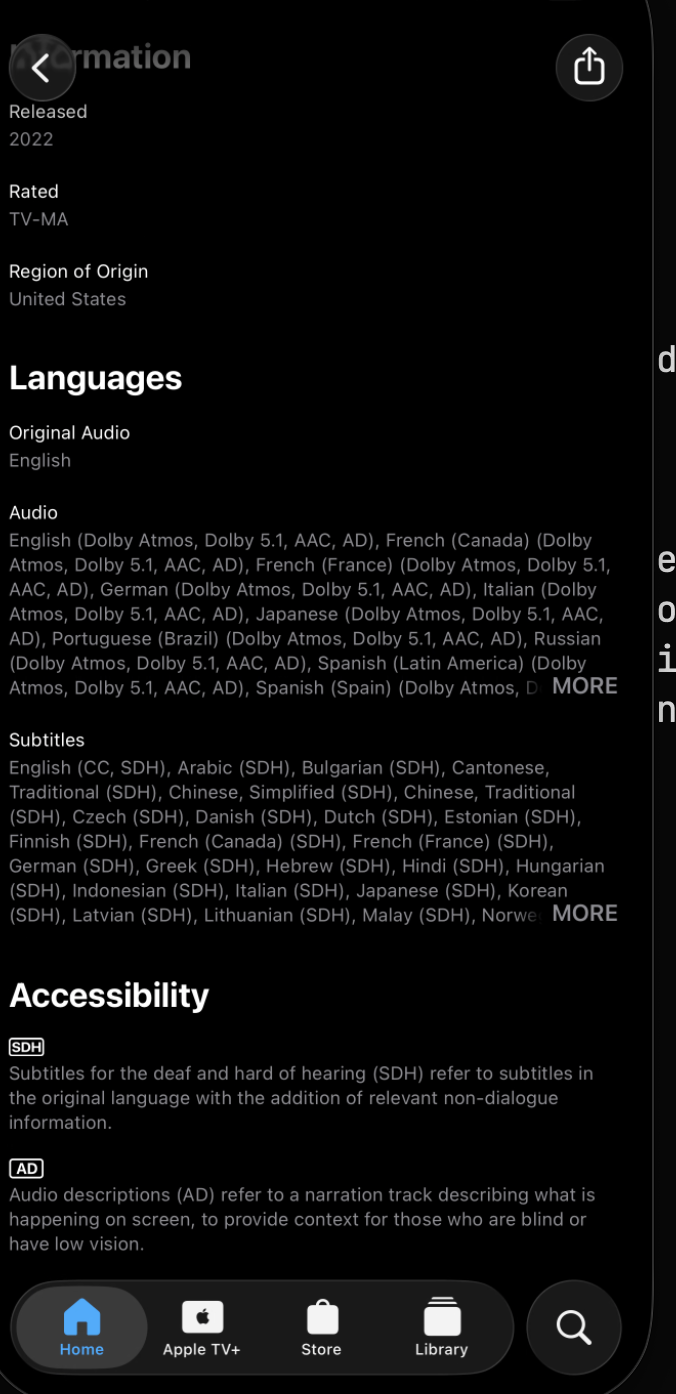 rmation
Released
2022
Rated
TV-MA
Region of Origin
United States
Languages
Original Audio
English
Audio
English (Dolby Atmos, Dolby 5.1, AAC, AD), French (Canada) (Dolby
Atmos, Dolby 5.1, AAC, AD), French (France) (Dolby Atmos, Dolby 5.1,
AAC, AD), German (Dolby Atmos, Dolby 5.1, AAC, AD), Italian (Dolby
Atmos, Dolby 5.1, AAC, AD), Japanese (Dolby Atmos, Dolby 5.1, AAC,
AD), Portuguese (Brazil) (Dolby Atmos, Dolby 5.1, AAC, AD), Russian
(Dolby Atmos, Dolby 5.1, AAC, AD), Spanish (Latin America) (Dolby
Atmos, Dolby 5.1, AAC, AD), Spanish (Spain) (Dolby Atmos, D MORE
Subtitles
English (CC, SDH), Arabic (SDH), Bulgarian (SDH), Cantonese,
Traditional (SDH), Chinese, Simplified (SDH), Chinese, Traditional
(SDH), Czech (SDH), Danish (SDH), Dutch (SDH), Estonian (SDH),
Finnish (SDH), French (Canada) (SDH), French (France) (SDH),
German (SDH), Greek (SDH), Hebrew (SDH), Hindi (SDH), Hungarian
(SDH), Indonesian (SDH), Italian (SDH), Japanese (SDH), Korean
(SDH), Latvian (SDH), Lithuanian (SDH), Malay (SDH), Norwe MORE
Accessibility
SDH
Subtitles for the deaf and hard of hearing (SDH) refer to subtitles in
the original language with the addition of relevant non-dialogue
information.
AD
Audio descriptions (AD) refer to a narration track describing what is
happening on screen, to provide context for those who are blind or
have low vision.
Home
Apple TV+
Store
Library
d
e
o
i
n